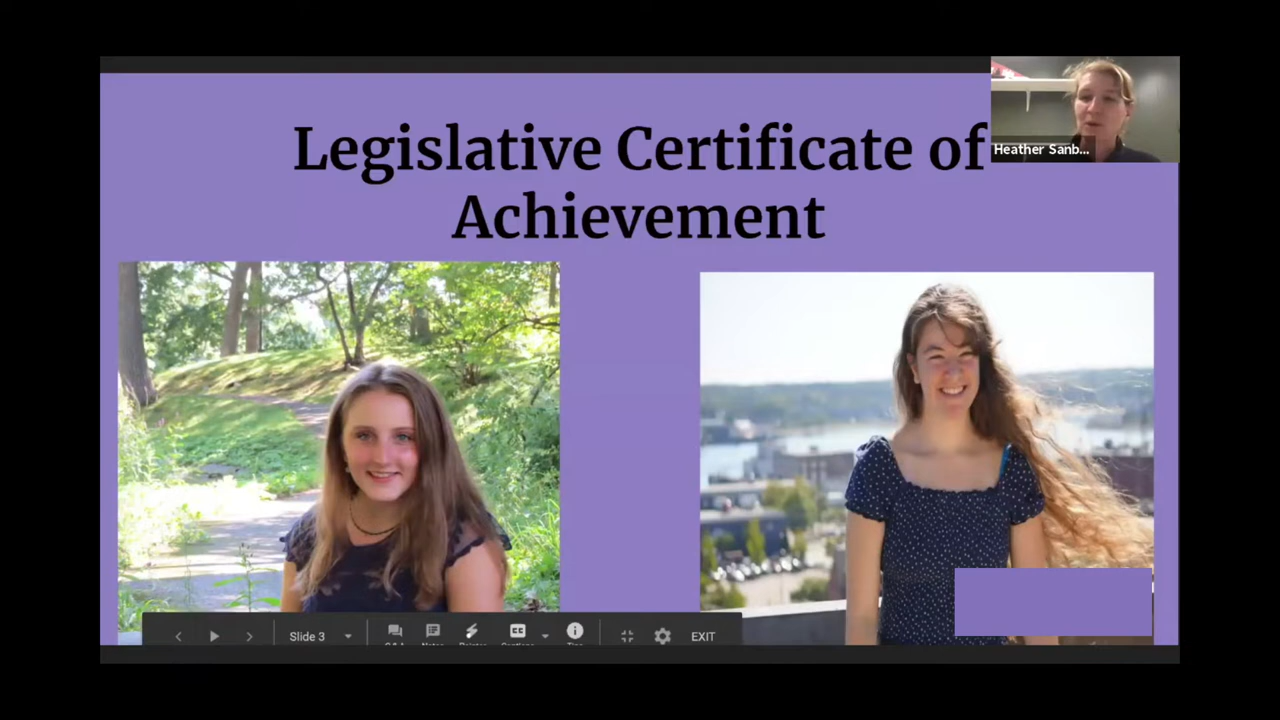 Legislative Certificate of
Achievement
Heather Sanb...
Slide 3
EXIT